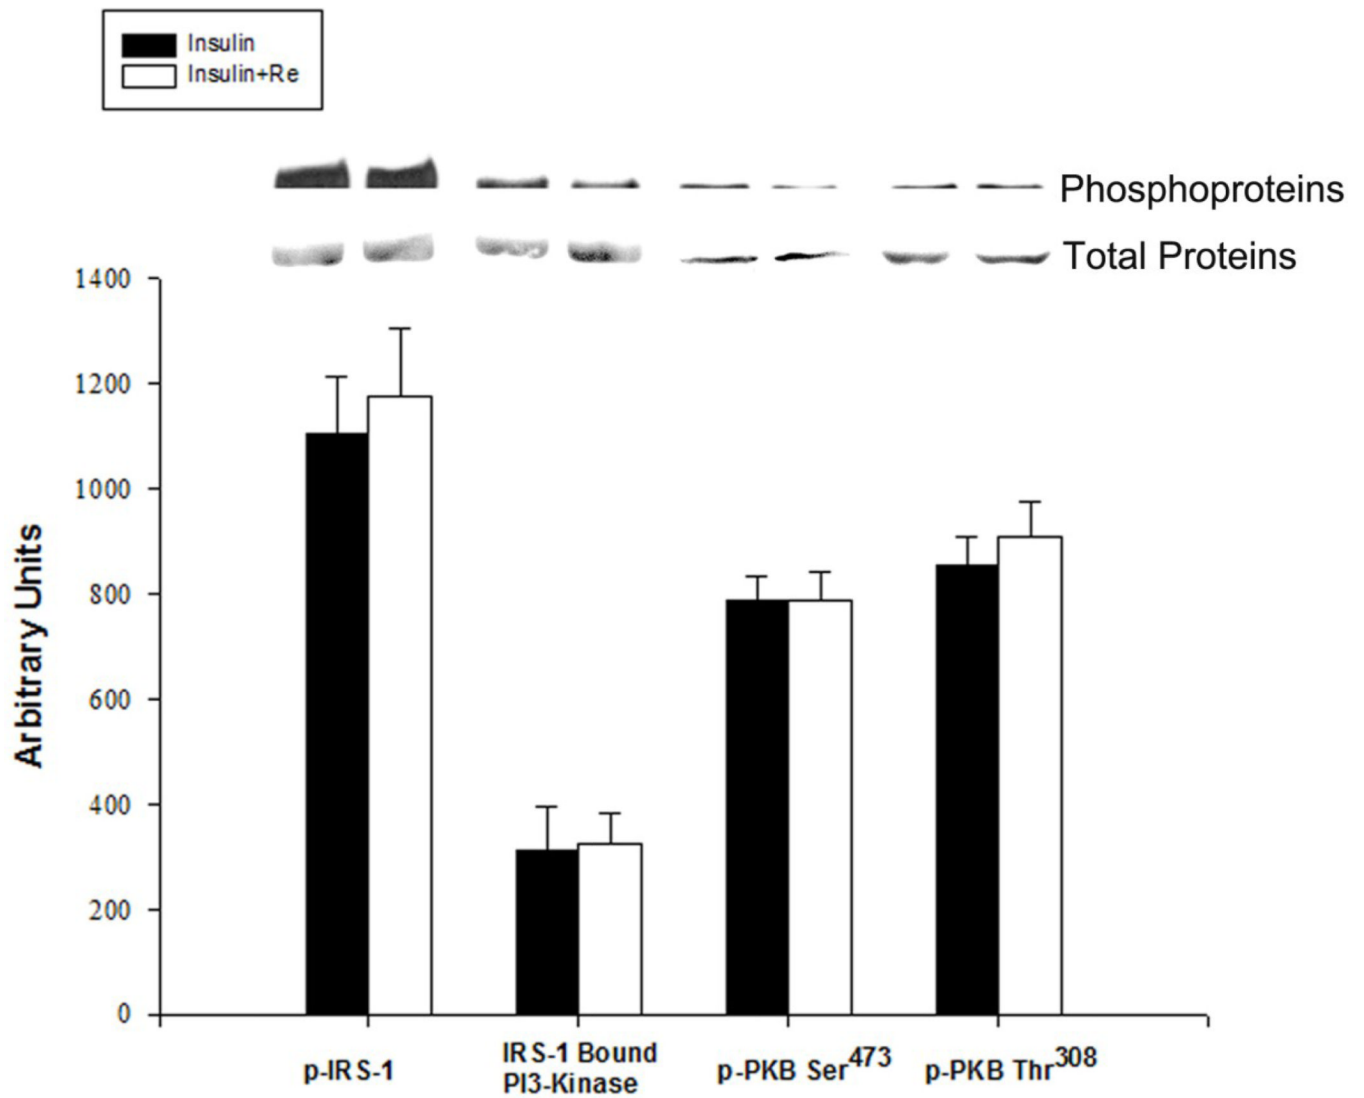 Insulin
Insulin+Re
Phosphoproteins
Total Proteins
1400
1200
1000
800
600
400
200
0
Arbitrary Units
p-IRS-1
IRS-1 Bound
PI3-Kinase
p-PKB Ser473
p-PKB Thr308